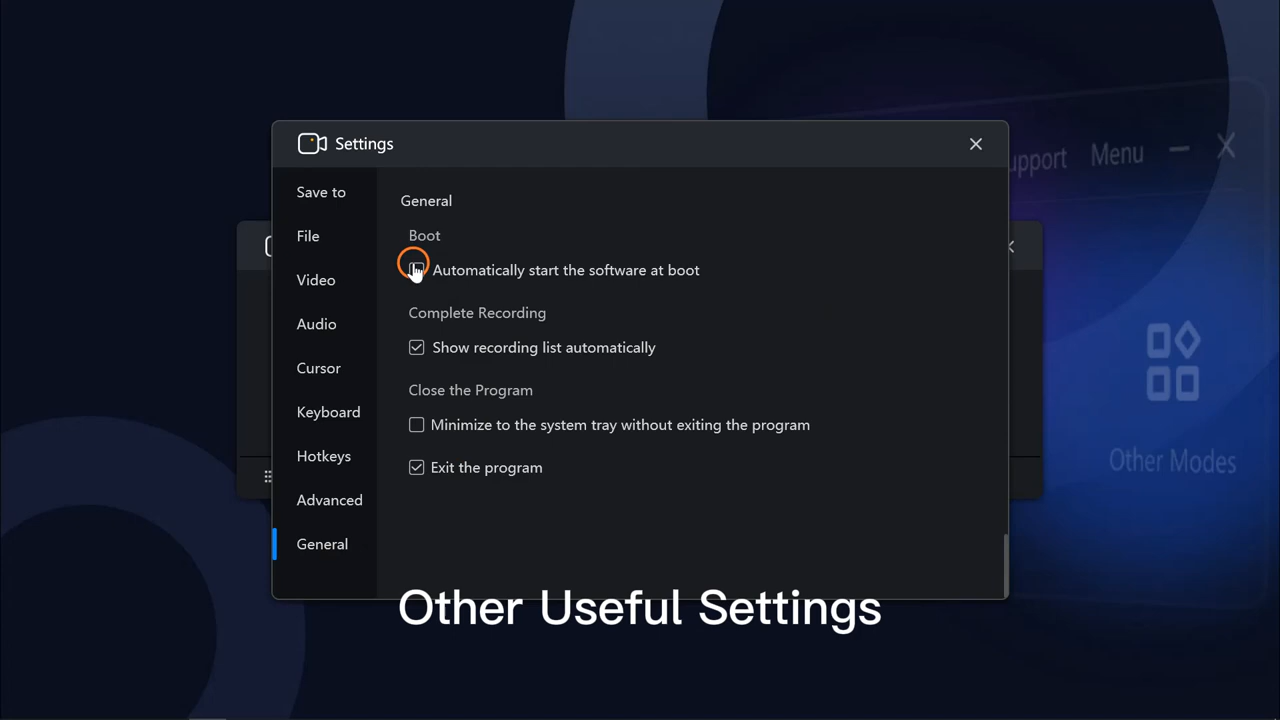 Settings
Save to
File
Video
Audio
Cursor
Keyboard
Hotkeys
Advanced
General
General
Boot
Automatically start the software at boot
Complete Recording
Show recording list automatically
Close the Program
Minimize to the system tray without exiting the program
Exit the program
upport Menu
Other Modes
Other Useful Settings